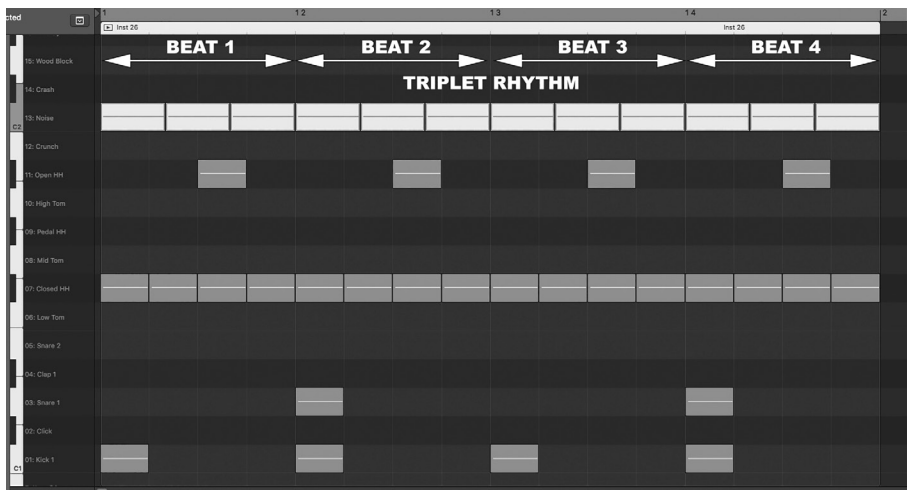 cted
1
1 2
1 3
1 4
2
Inst 26
Inst 26
BEAT 1
BEAT 2
BEAT 3
BEAT 4
15: Wood Block
TRIPLET RHYTHM
14: Crash
13: Noise
C2
12: Crunch
11: Open HH
10: High Tom
09: Pedal HH
08: Mid Tom
07: Closed HH
06: Low Tom
05: Snare 2
04: Clap 1
03: Snare 1
02: Click
01: Kick 1
C1